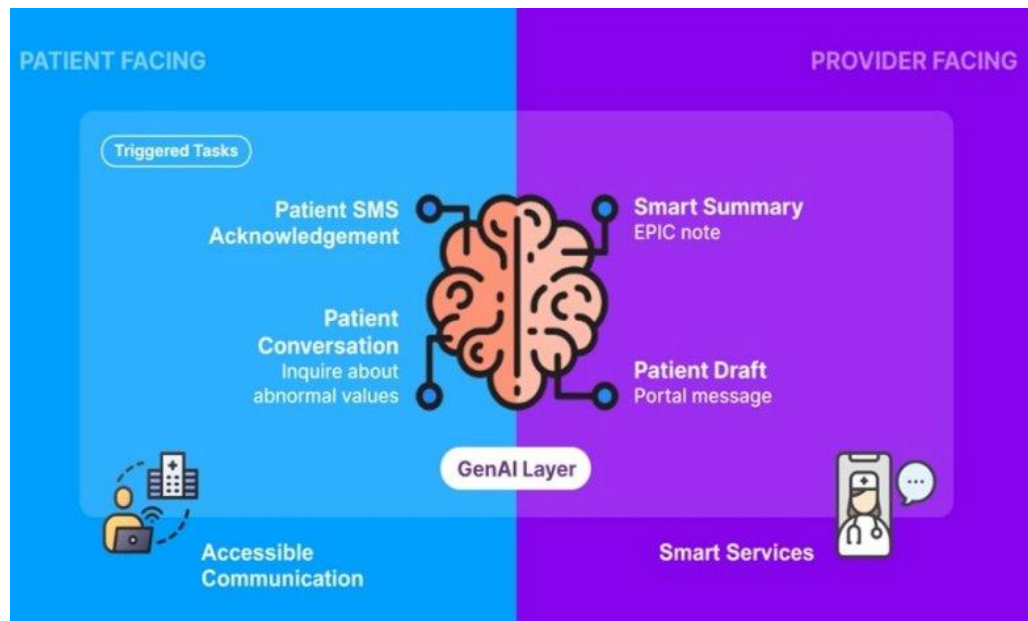 PATIENT FACING
PROVIDER FACING
Triggered Tasks
Patient SMS
Acknowledgement
Patient
Conversation
Inquire about
abnormal values
Smart Summary
EPIC note
Patient Draft
Portal message
GenAI Layer
Accessible
Communication
Smart Services